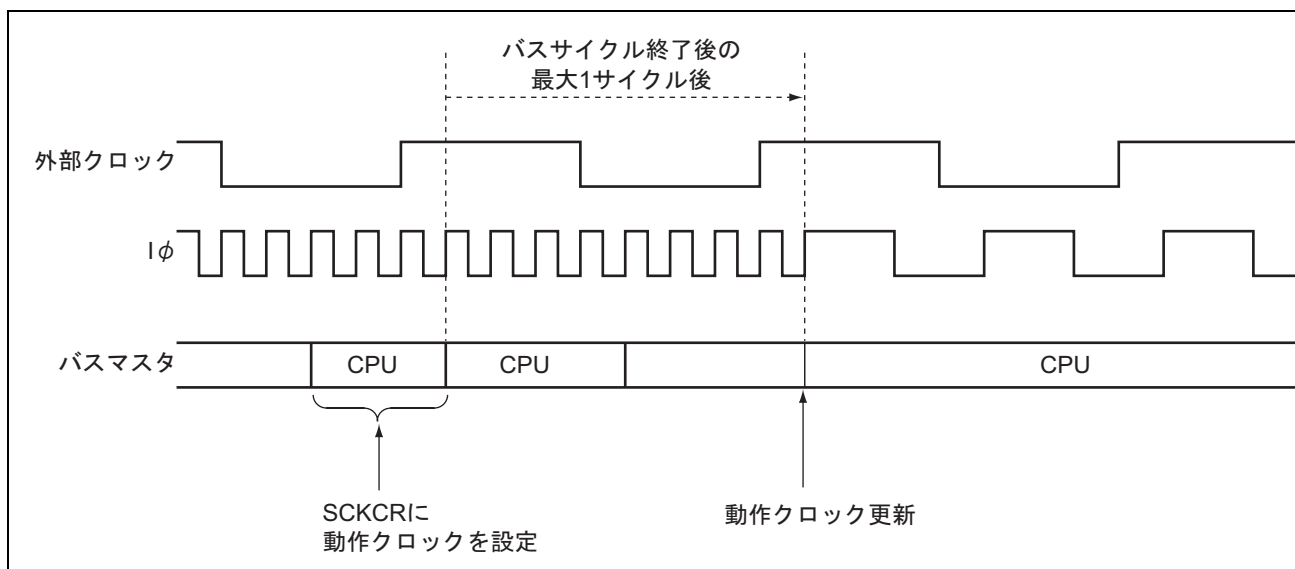 バスサイクル終了後の
最大1サイクル後
外部クロック
Iφ
バスマスタ
CPU
CPU
CPU
SCKCRに
動作クロックを設定
動作クロック更新